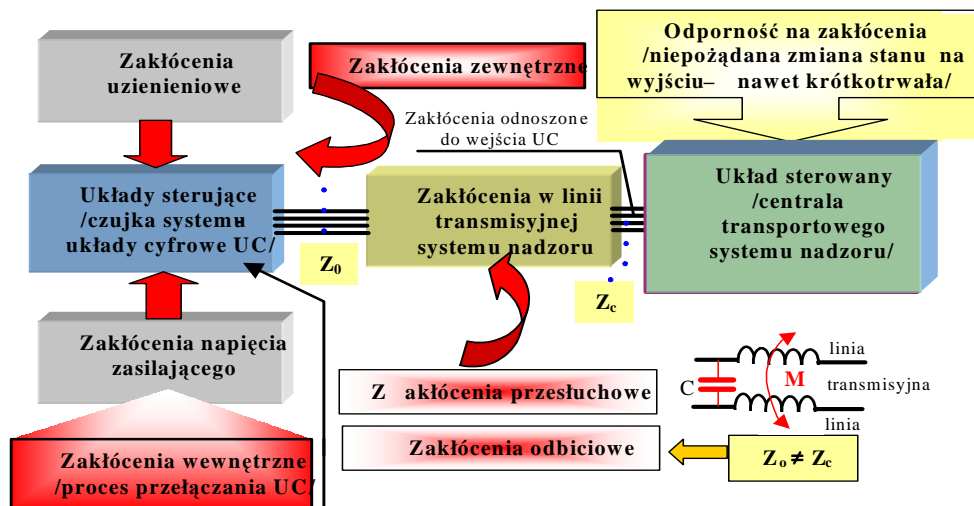 Zakłócenia
uzienieniowe
Zakłócenia zewnętrzne
Odporność na zakłócenia
/niepożądana zmiana stanu na
wyjściu– nawet krótkotrwała/
Zakłócenia odnoszone
do wejścia UC
Układy sterujące
/czujka systemu
układy cyfrowe UC/
Z0
Zakłócenia w linii
transmisyjnej
systemu nadzoru
Zc
Układ sterowany
/centrala
transportowego
systemu nadzoru/
Zakłócenia napięcia
zasilającego
Z akłócenia przesłuchowe
Zakłócenia odbiciowe
Zakłócenia wewnętrzne
/proces przełączania UC/
linia
C
M
transmisyjna
linia
Zo ≠ Zc